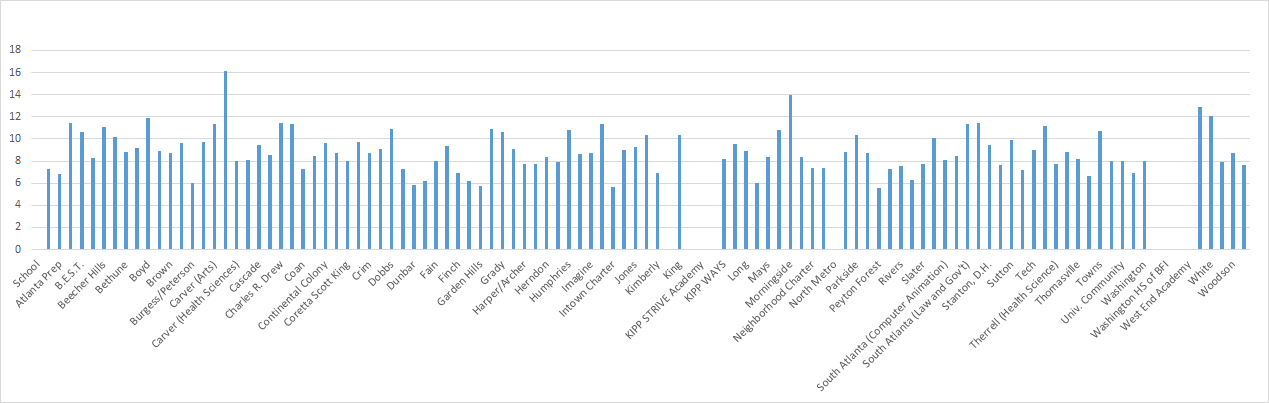 18
16
14
12
10
8
6
4
2
0
School
Atlanta Prep
B.E.S.T.
Beecher Hills
Bethune
Boyd
Brown
Burgess/Peterson
Carver (Arts)
Carver (Health Sciences)
Cascade
Charles R. Drew
Coan
Continental Colony
Coretta Scott King
Crim
Dobbs
Dunbar
Fain
Finch
Garden Hills
Grady
Harper/Archer
Herndon
Humphries
Imagine
Intown Charter
Jones
Kimberly
King
KIPP STRIVE Academy
KIPP WAYS
Long
Mays
Morningside
Neighborhood Charter
North Metro
Parkside
Peyton Forest
Rivers
Slater
South Atlanta (Computer Animation)
South Atlanta (Law and Gov't)
Stanton, D.H.
Sutton
Tech
Therrell (Health Science)
Thomasville
Towns
Univ. Community
Washington
Washington HS of BFI
West End Academy
White
Woodson